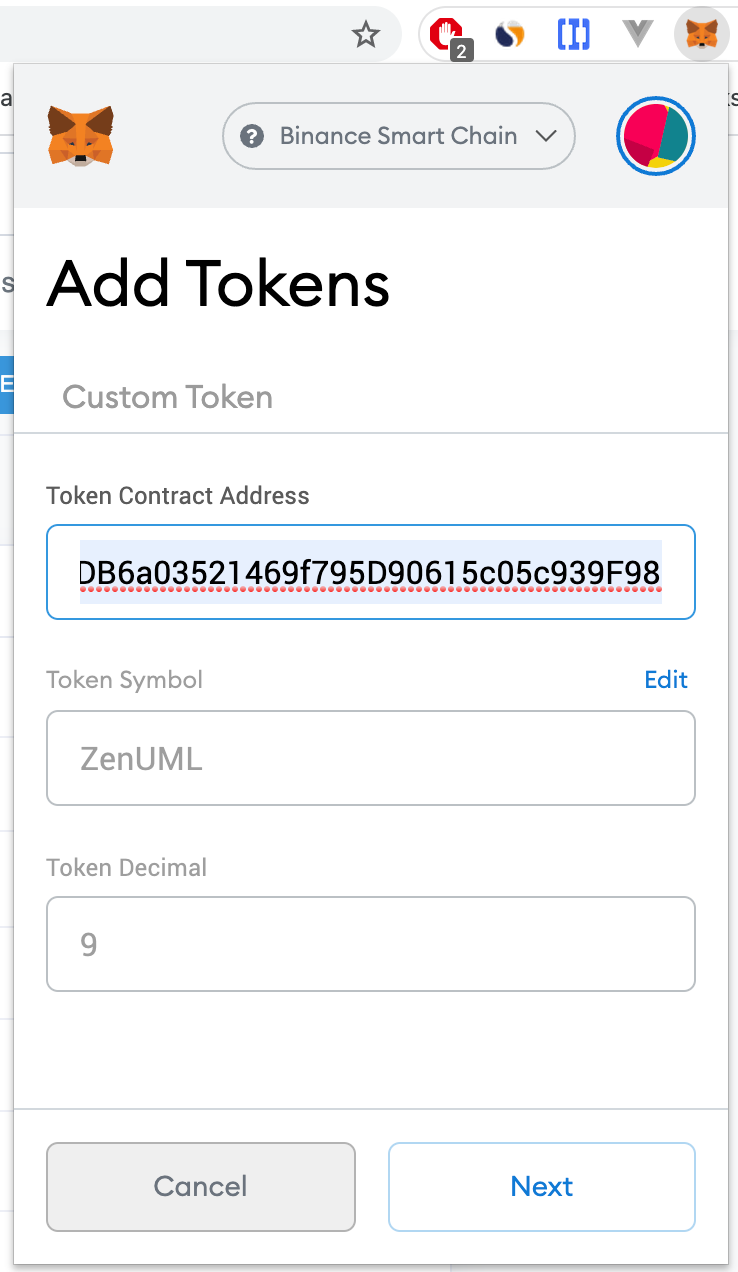 2
Binance Smart Chain
Add Tokens
Custom Token
Token Contract Address
DB6a03521469f795D90615c05c939F98
Token Symbol
Edit
ZenUML
Token Decimal
9
Cancel
Next